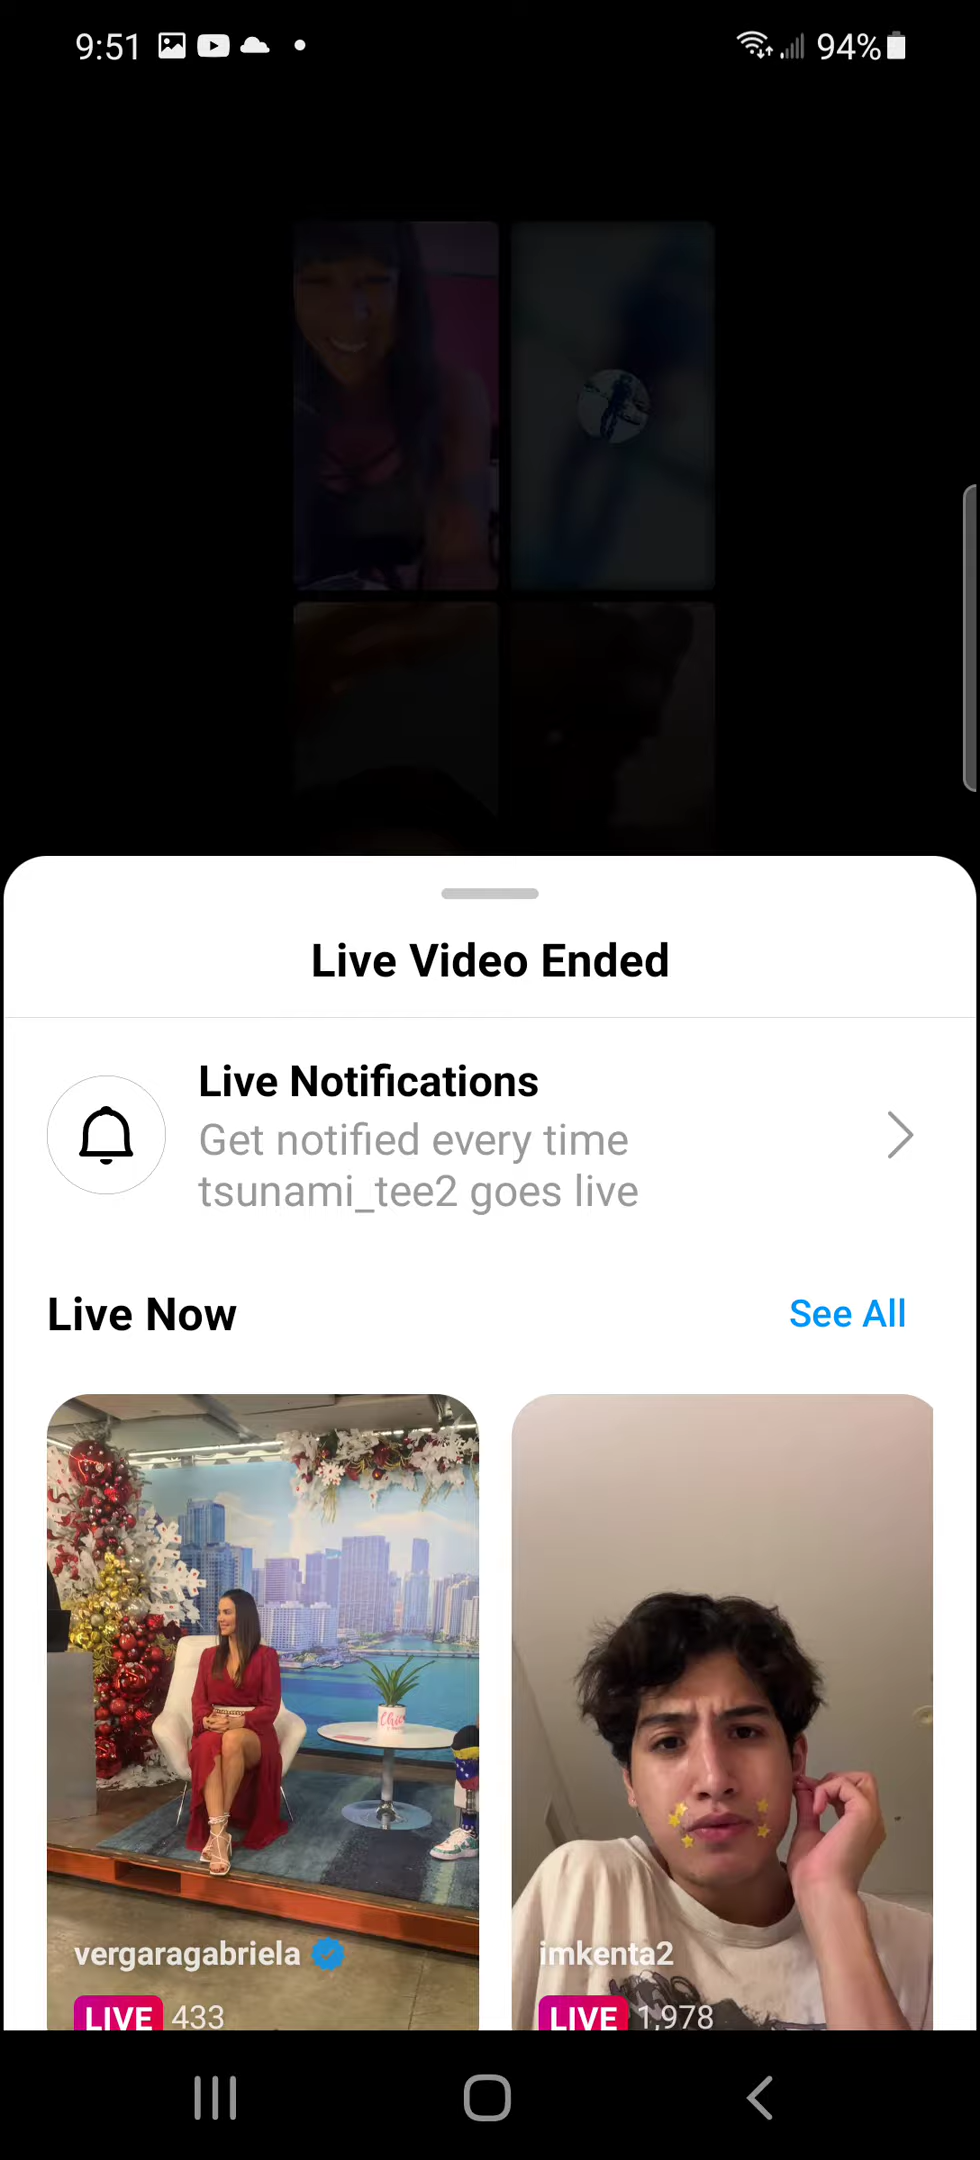 9:51 94%
Live Video Ended
Live Notifications
Get notified every time
tsunami_tee2 goes live
Live Now See All
Chic
vergaragabriela imkenta2
LIVE 433 LIVE 1,978